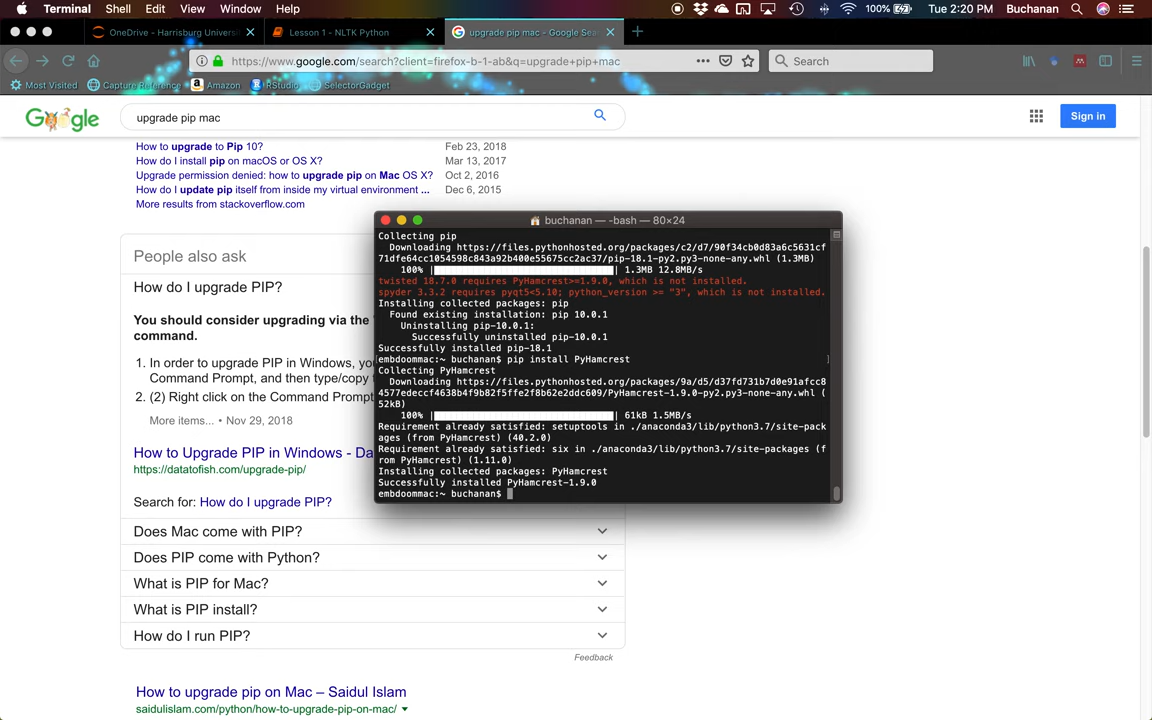 Terminal Shell Edit View Window Help 100% Tue 2:20 PM Buchanan
OneDrive - Harrisburg Universi
Lesson 1 - NLTK Python
upgrade pip mac - Google Sea
https://www.google.com/search?client=firefox-b-1-ab&q=upgrade+pip+mac
Search
Most Visited Capture Reference Amazon RStudio SelectorGadget
Google
upgrade pip mac
Sign in
How to upgrade to Pip 10? Feb 23, 2018
How do I install pip on macOS or OS X? Mar 13, 2017
Upgrade permission denied: how to upgrade pip on Mac OS X? Oct 2, 2016
How do I update pip itself from inside my virtual environment ... Dec 6, 2015
More results from stackoverflow.com
People also ask
How do I upgrade PIP?
You should consider upgrading via the
command.
1. In order to upgrade PIP in Windows, you
Command Prompt, and then type/copy
2. (2) Right click on the Command Prompt
More items... • Nov 29, 2018
How to Upgrade PIP in Windows - Da
https://datatofish.com/upgrade-pip/
Search for: How do I upgrade PIP?
Does Mac come with PIP?
Does PIP come with Python?
What is PIP for Mac?
What is PIP install?
How do I run PIP?
Feedback
How to upgrade pip on Mac – Saidul Islam
saidulislam.com/python/how-to-upgrade-pip-on-mac/
buchanan — -bash — 80×24
Collecting pip
Downloading https://files.pythonhosted.org/packages/c2/d7/90f34cb0d83a6c5631cf
71dfe64cc1054598c843a92b400e55675cc2ac37/pip-18.1-py2.py3-none-any.whl (1.3MB)
100% | | 1.3MB 12.8MB/s
twisted 18.7.0 requires PyHamcrest>=1.9.0, which is not installed.
spyder 3.3.2 requires pyqt5<5.10; python_version >= "3", which is not installed.
Installing collected packages: pip
Found existing installation: pip 10.0.1
Uninstalling pip-10.0.1:
Successfully uninstalled pip-10.0.1
Successfully installed pip-18.1
[embdoommac:~ buchanan$ pip install PyHamcrest ]
Collecting PyHamcrest
Downloading https://files.pythonhosted.org/packages/9a/d5/d37fd731b7d0e91afcc8
4577edeccf4638b4f9b82f5ffe2f8b62e2ddc609/PyHamcrest-1.9.0-py2.py3-none-any.whl (
52kB)
100% | | 61kB 1.5MB/s
Requirement already satisfied: setuptools in ./anaconda3/lib/python3.7/site-pack
ages (from PyHamcrest) (40.2.0)
Requirement already satisfied: six in ./anaconda3/lib/python3.7/site-packages (f
rom PyHamcrest) (1.11.0)
Installing collected packages: PyHamcrest
Successfully installed PyHamcrest-1.9.0
embdoommac:~ buchanan$